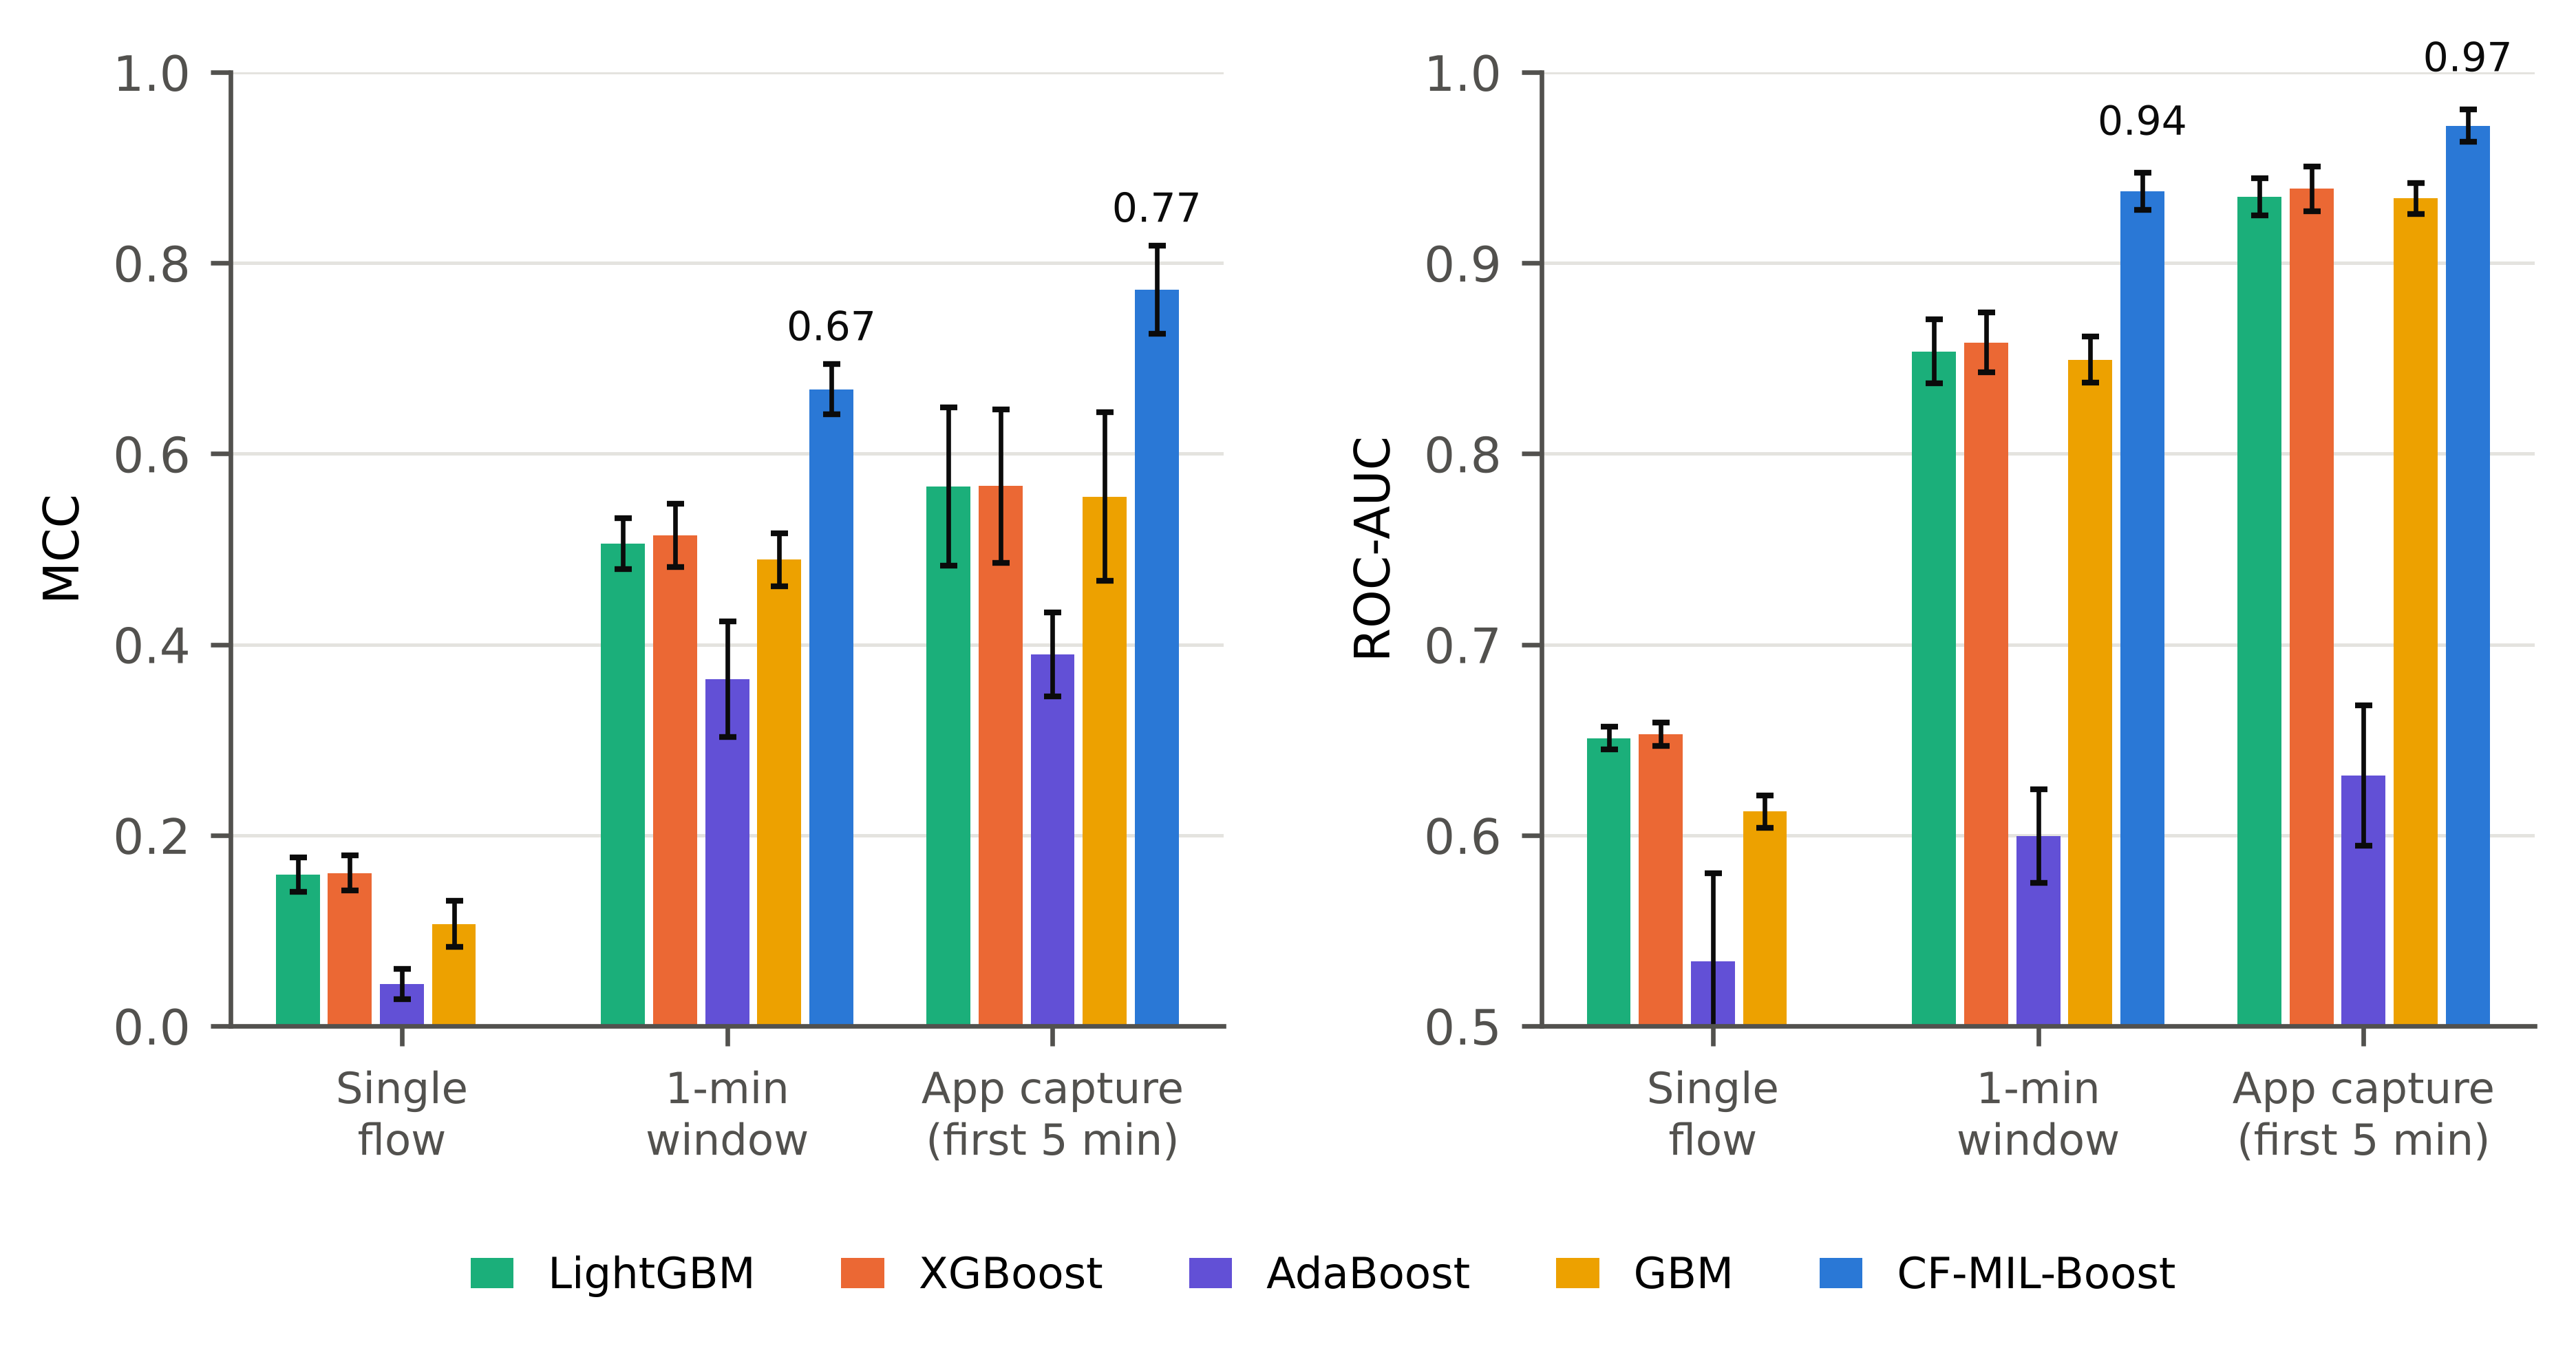 MCC
1.0
0.8
0.6
0.4
0.2
0.0
0.67
0.77
Single
flow
1-min
window
App capture
(first 5 min)
ROC-AUC
1.0
0.9
0.8
0.7
0.6
0.5
0.94
0.97
Single
flow
1-min
window
App capture
(first 5 min)
LightGBM
XGBoost
AdaBoost
GBM
CF-MIL-Boost